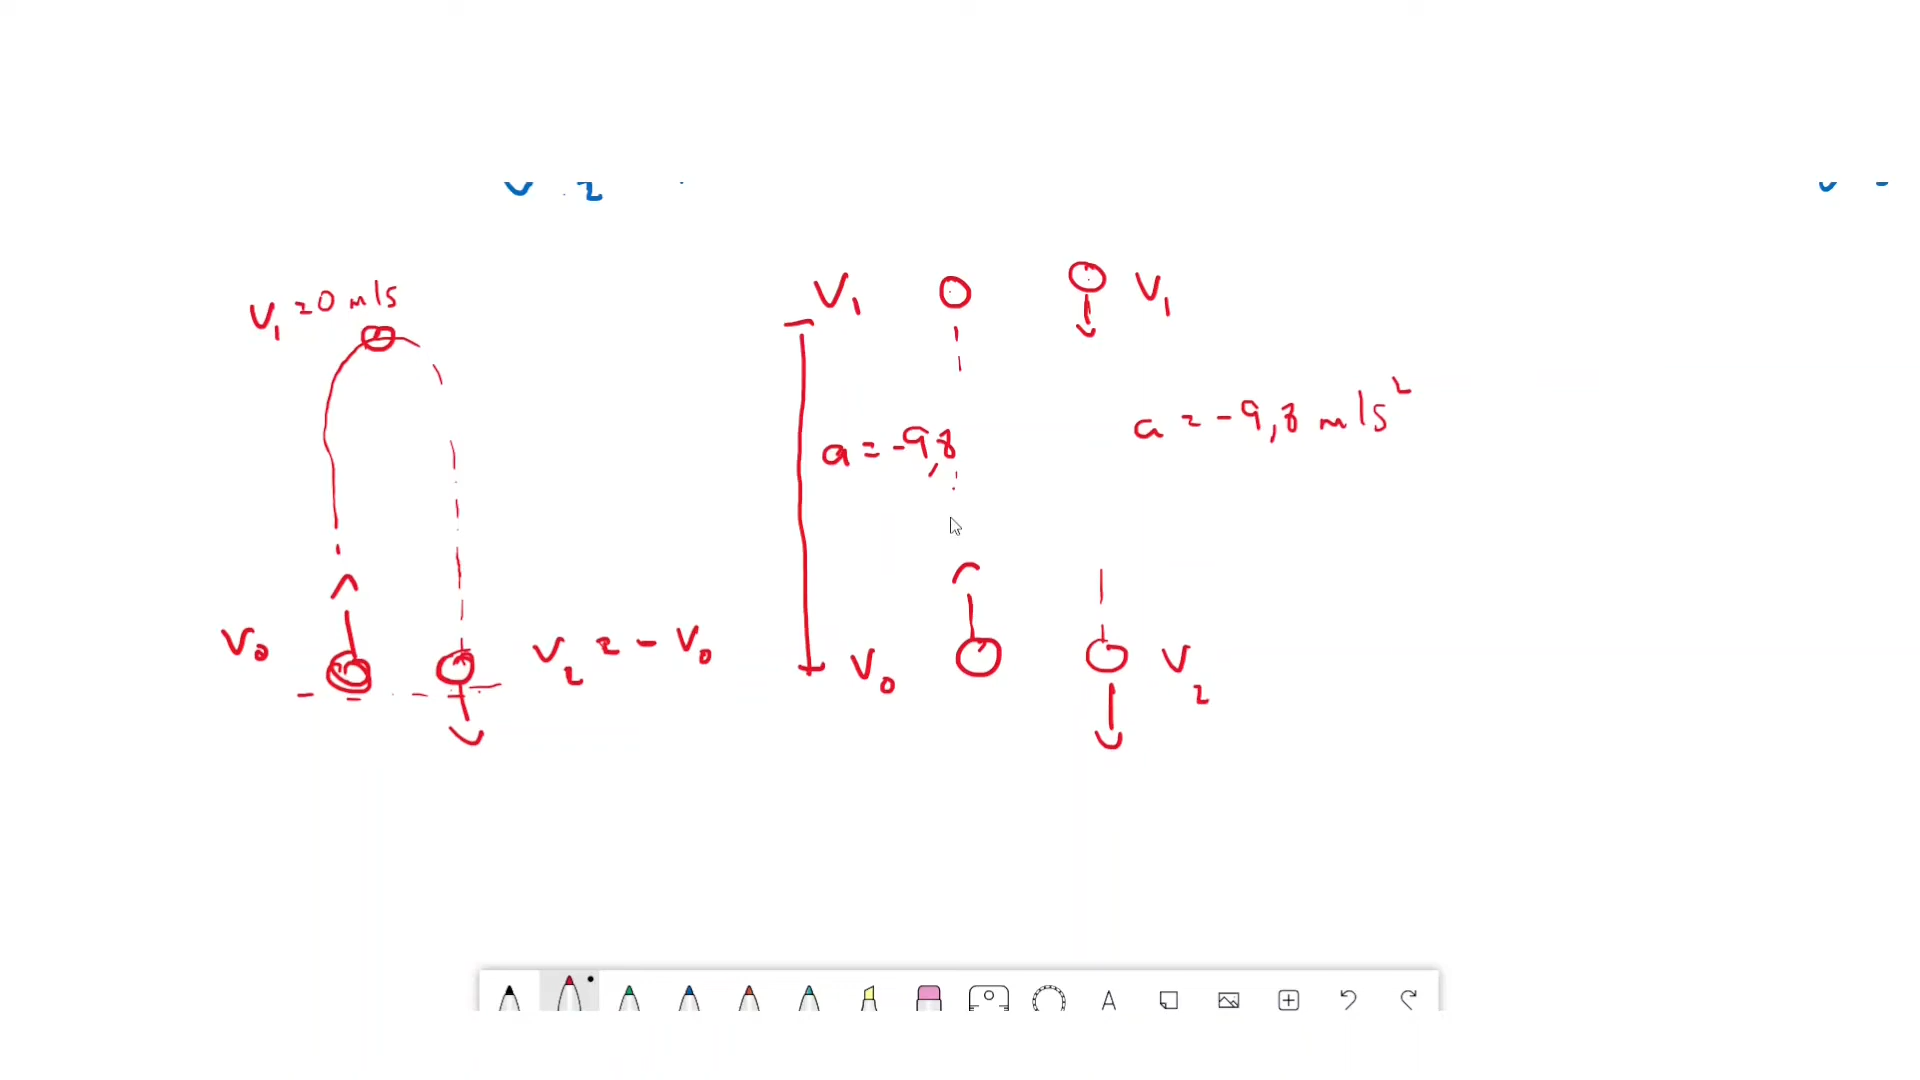 V₁ = 0 m/s
V₀
V₂ = - V₀
V₁
V₁
a = -9,8
a = -9,8 m/s²
V₀
V₂
A